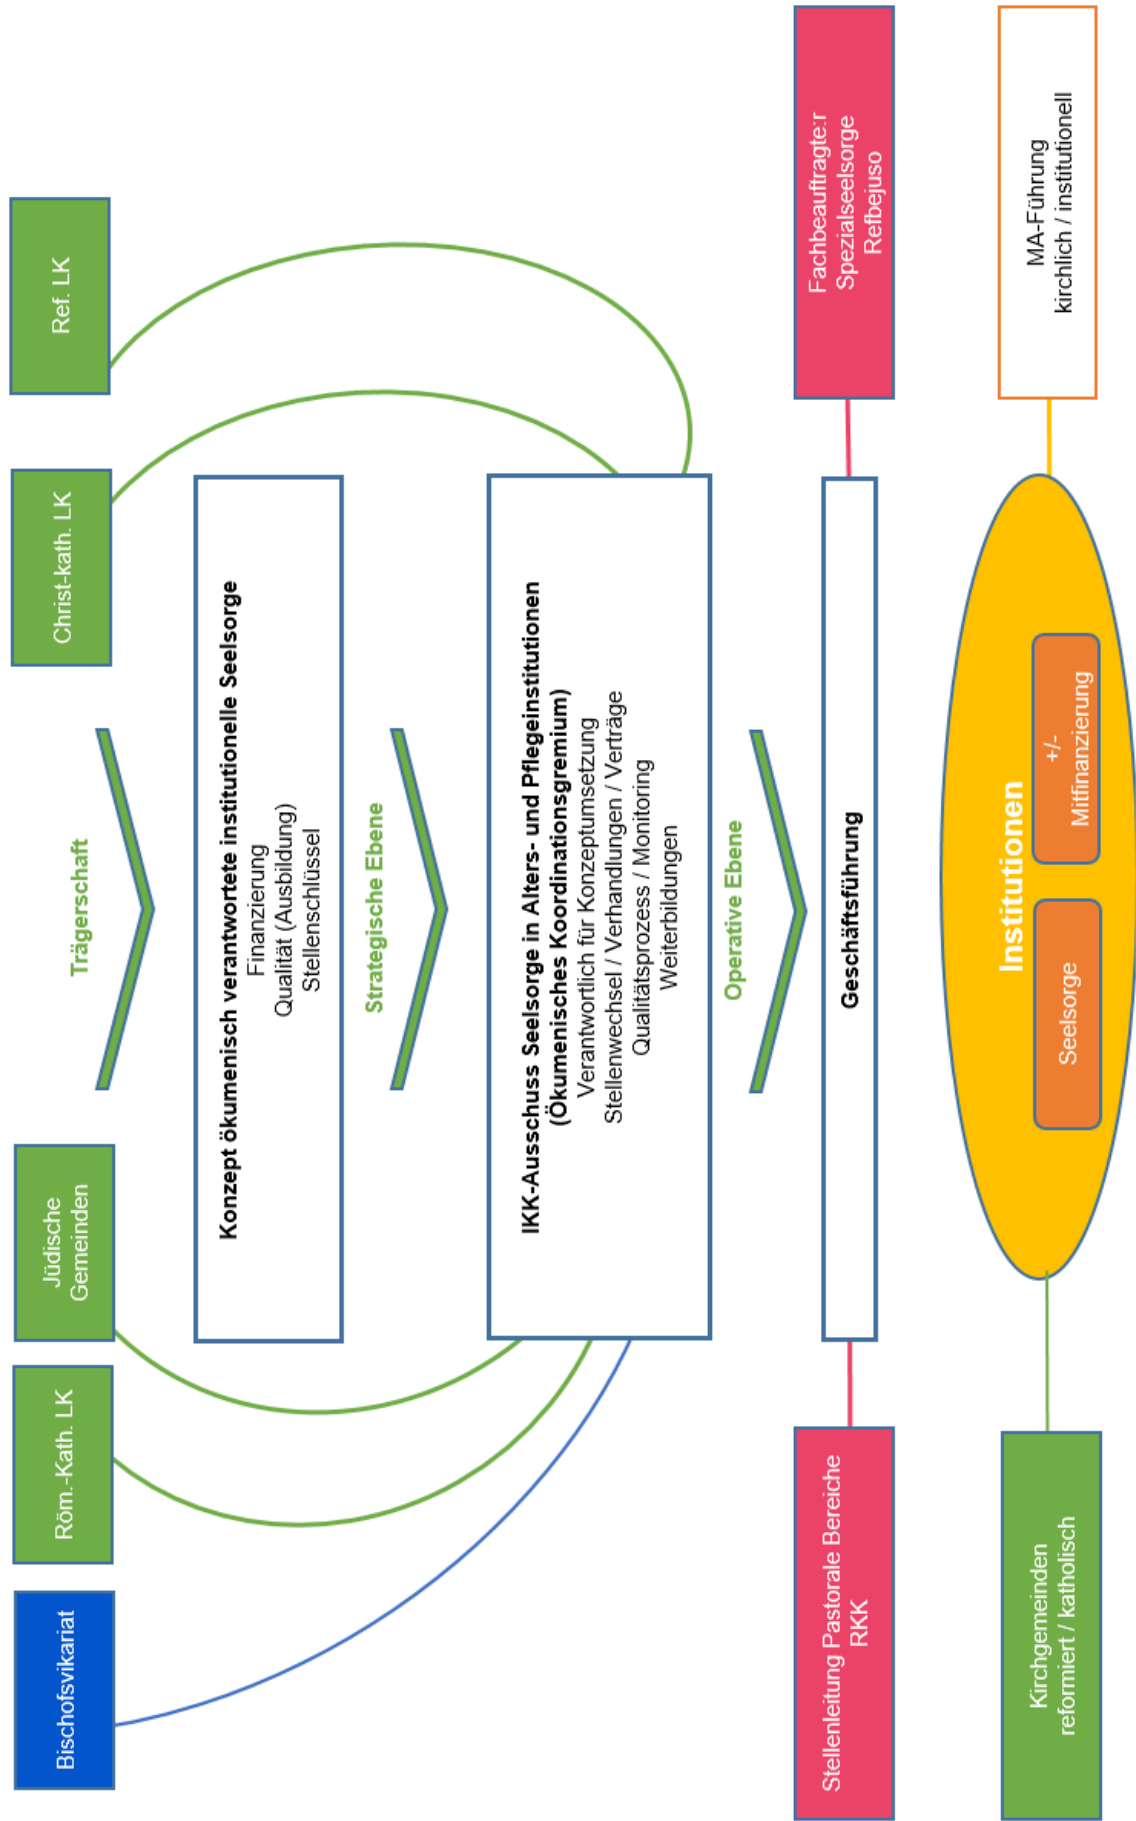 Bischofsvikariat
Röm.-Kath. LK
Jüdische
Gemeinden
Trägerschaft
Christ-kath. LK
Ref. LK
Konzept ökumenisch verantwortete institutionelle Seelsorge
Finanzierung
Qualität (Ausbildung)
Stellenschlüssel
Strategische Ebene
IKK-Ausschuss Seelsorge in Alters- und Pflegeinstitutionen
(Ökumenisches Koordinationsgremium)
Verantwortlich für Konzeptumsetzung
Stellenwechsel / Verhandlungen / Verträge
Qualitätsprozess / Monitoring
Weiterbildungen
Operative Ebene
Stellenleitung Pastorale Bereiche
RKK
Geschäftsführung
Fachbeauftragte:r
Spezialseelsorge
Refbejuso
Kirchgemeinden
reformiert / katholisch
Institutionen
Seelsorge
+/-
Mitfinanzierung
MA-Führung
kirchlich / institutionell